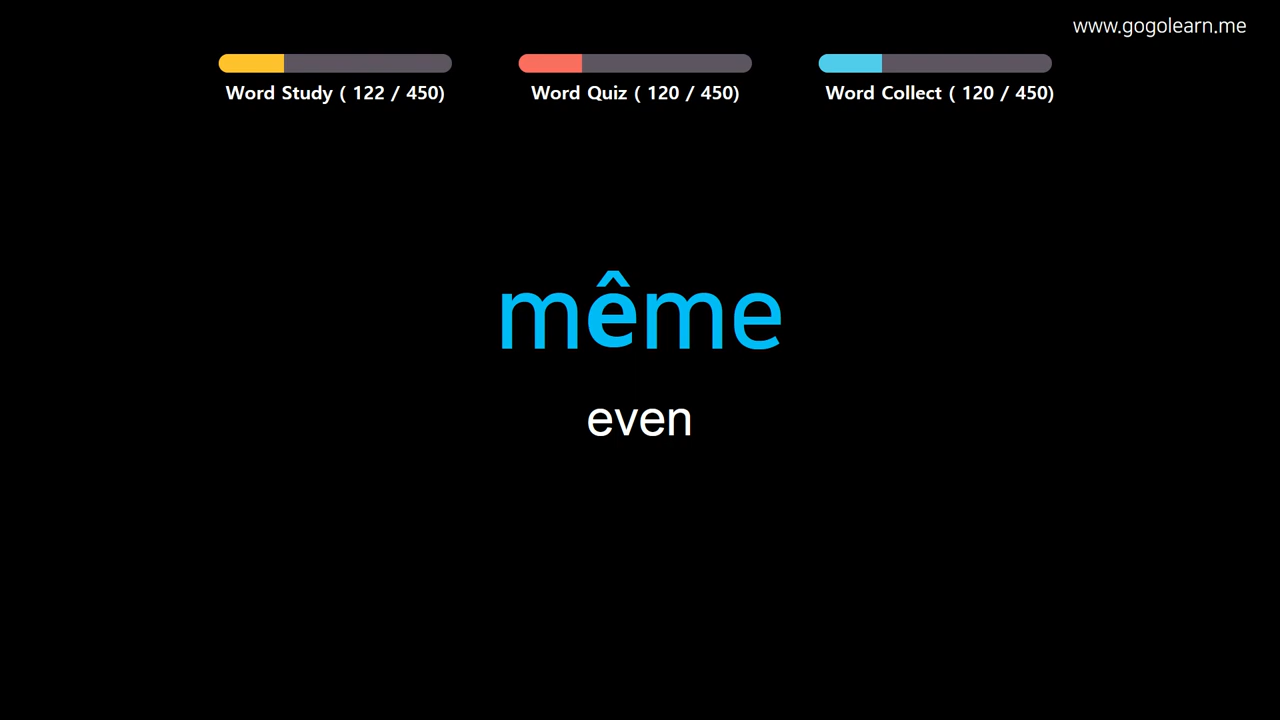 www.gogolearn.me
Word Study ( 122 / 450)
Word Quiz ( 120 / 450)
Word Collect ( 120 / 450)
même
even